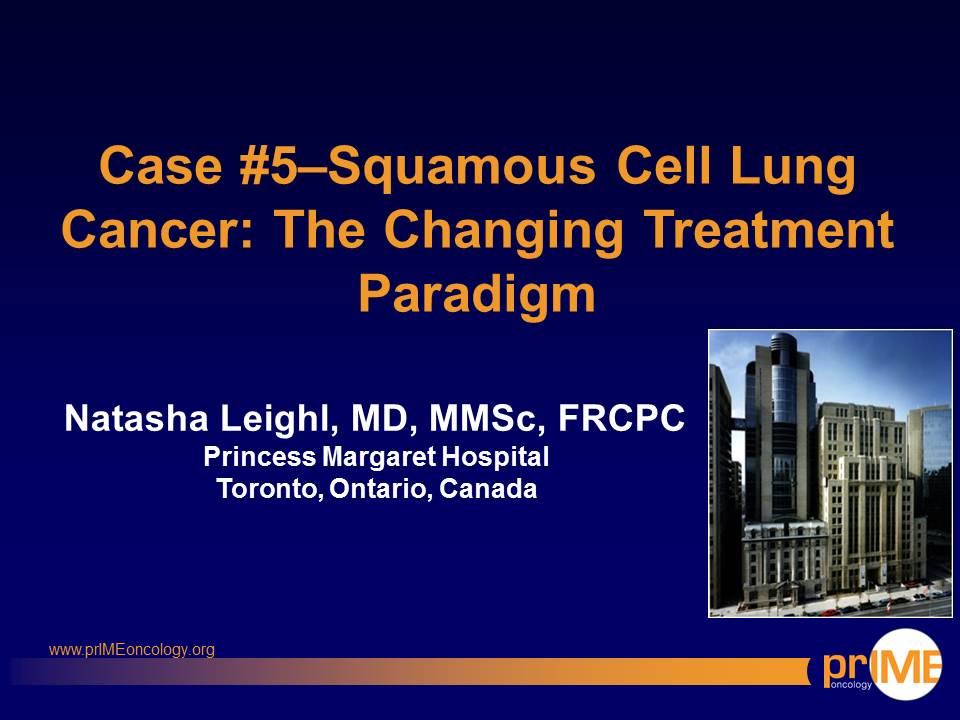 Case #5–Squamous Cell Lung
Cancer: The Changing Treatment
Paradigm
Natasha Leighl, MD, MMSc, FRCPC
Princess Margaret Hospital
Toronto, Ontario, Canada
www.prIMEoncology.org
prIME
oncology